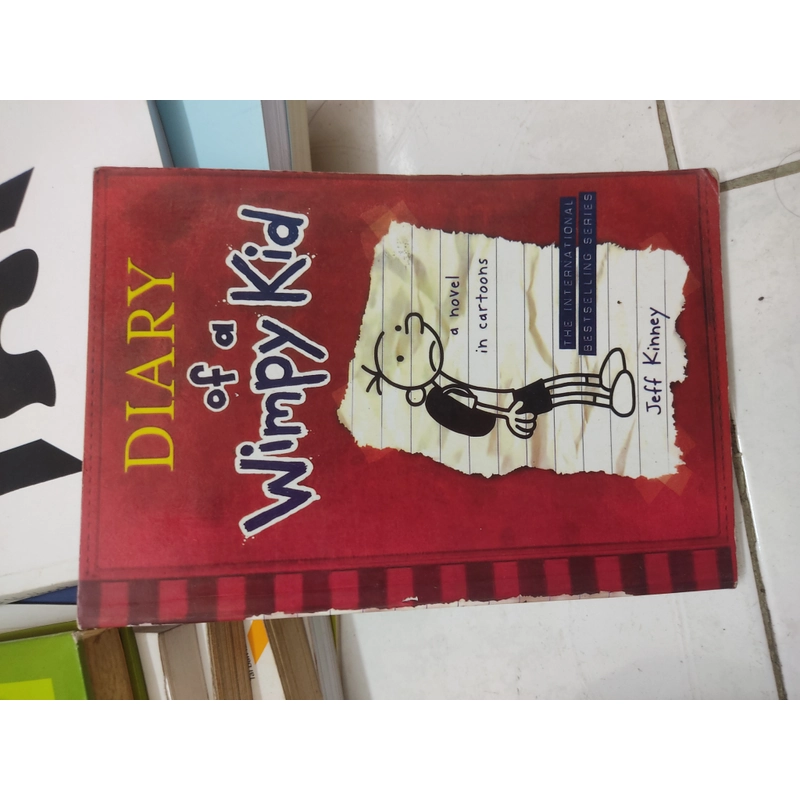 DIARY
of a
Wimpy Kid
a novel
in cartoons
THE INTERNATIONAL
BESTSELLING SERIES
Jeff Kinney